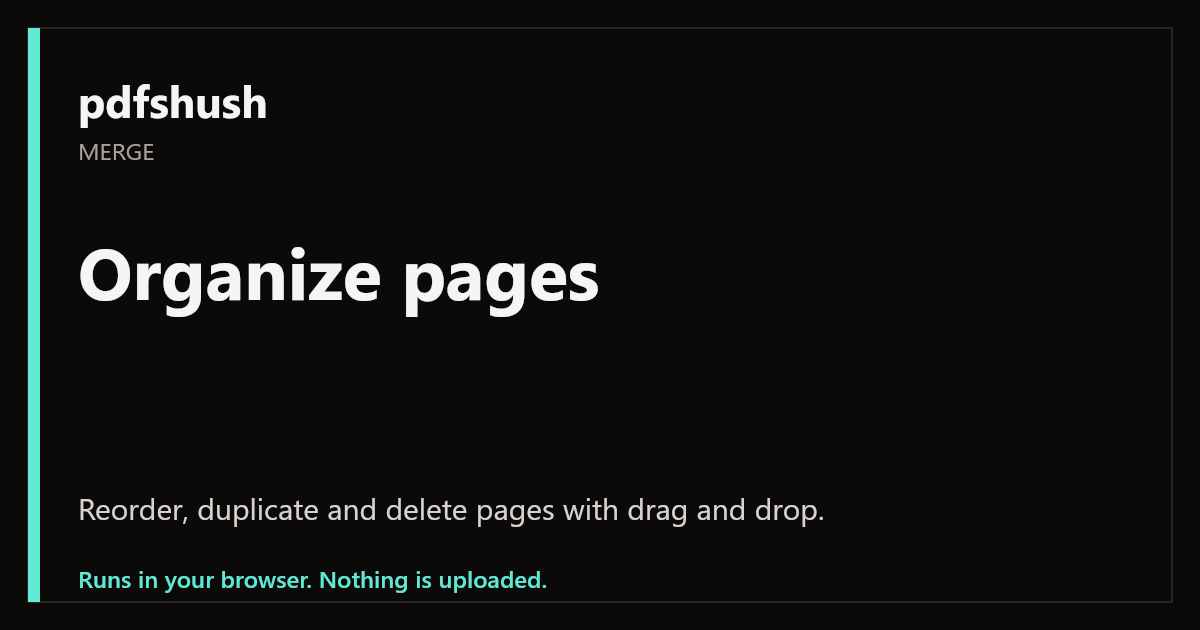 pdfshush
MERGE
Organize pages
Reorder, duplicate and delete pages with drag and drop.
Runs in your browser. Nothing is uploaded.